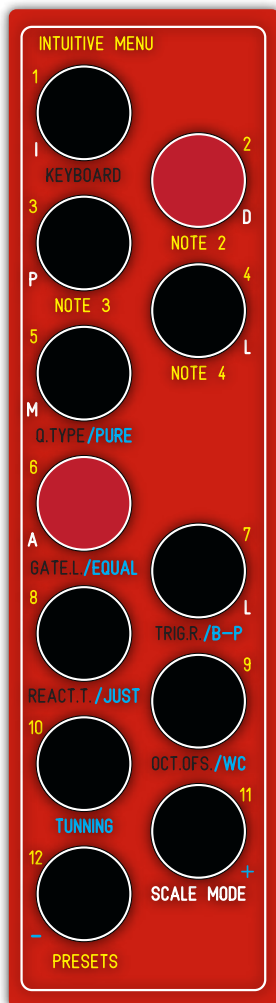 INTUITIVE MENU
1
I
KEYBOARD
2
D
NOTE 2
3
P
NOTE 3
4
L
NOTE 4
5
M
Q.TYPE/PURE
6
A
GATE.L./EQUAL
7
L
TRIG.R./B-P
8
REACT.T./JUST
9
OCT.OFS./WC
10
TUNNING
11
+
SCALE MODE
12
-
PRESETS